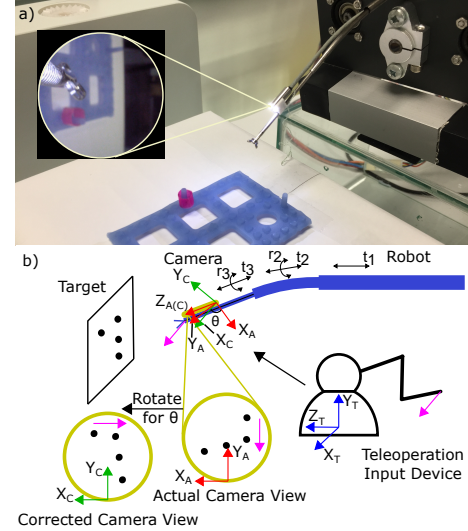 a)
b)
Camera
Y_C
r3
t3
r2
t2
t1
Robot
Target
Z_A(C)
θ
X_A
X_C
Y_A
Rotate
for θ
Z_T
Y_T
X_T
Teleoperation
Input Device
Y_C
X_C
Corrected Camera View
Y_A
X_A
Actual Camera View